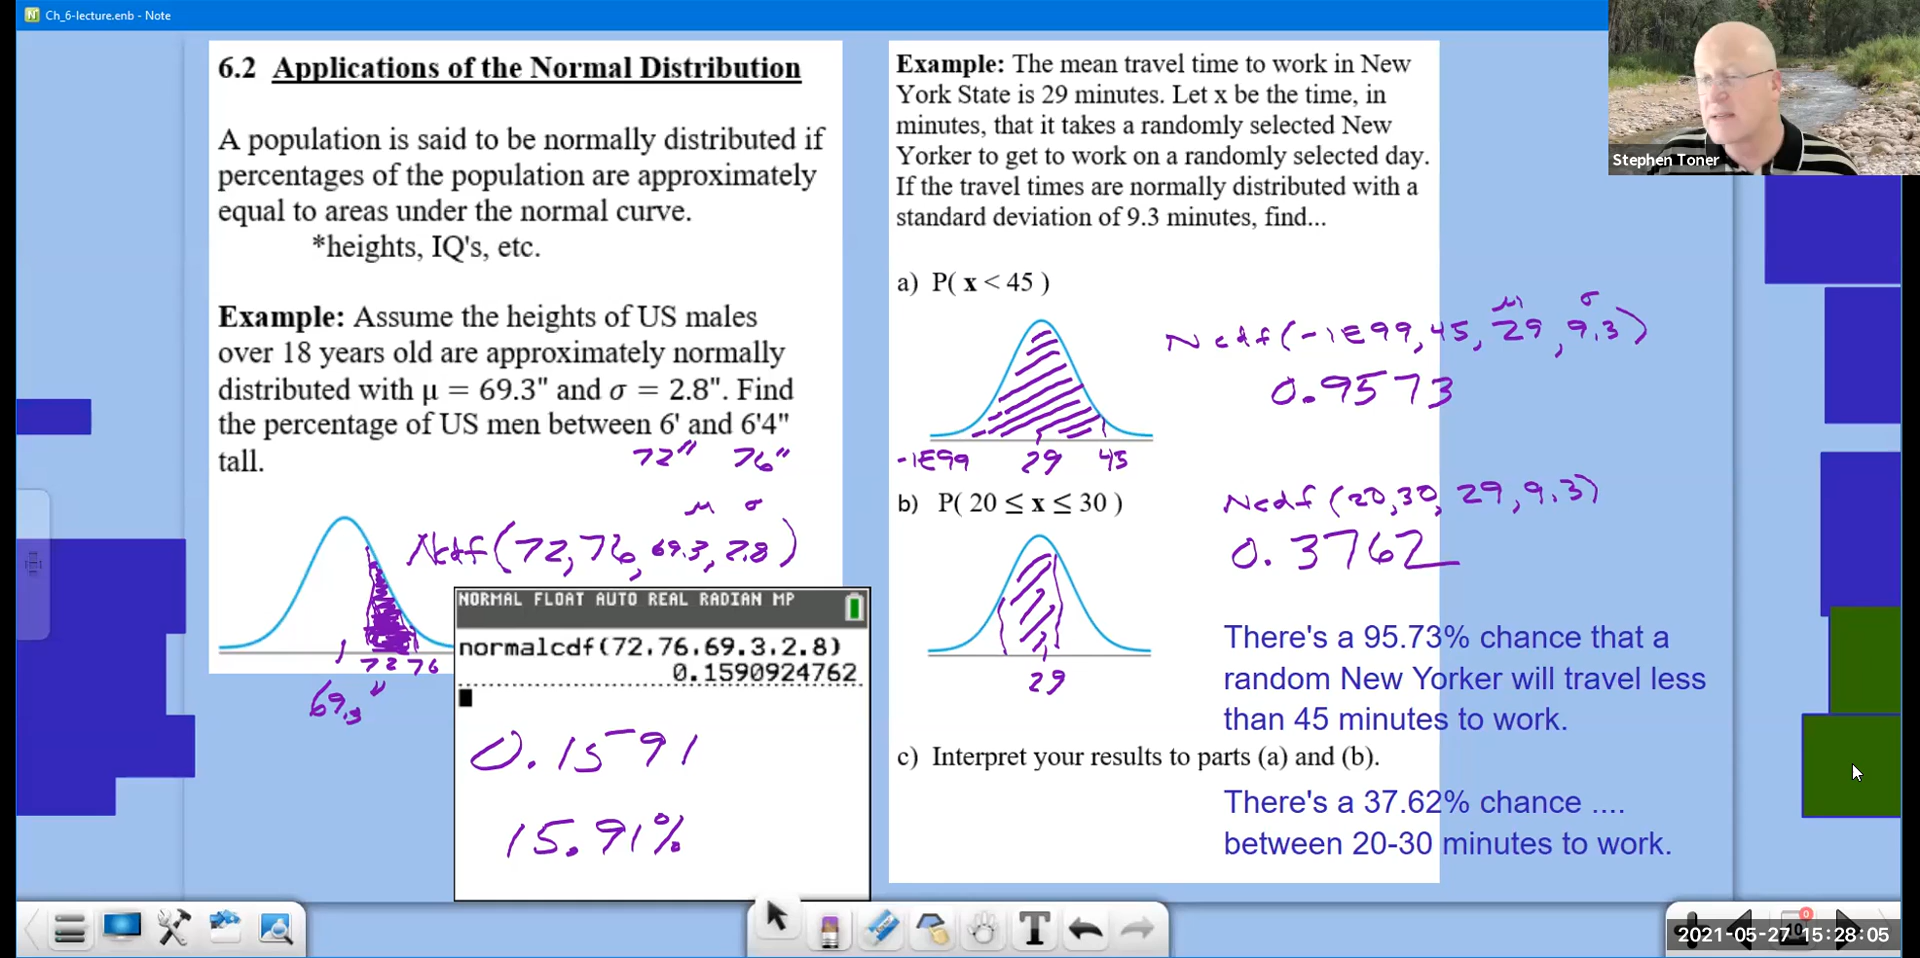 Ch_6-lecture.enb - Note
6.2 Applications of the Normal Distribution
A population is said to be normally distributed if
percentages of the population are approximately
equal to areas under the normal curve.
*heights, IQ's, etc.
Example: Assume the heights of US males
over 18 years old are approximately normally
distributed with μ = 69.3" and σ = 2.8". Find
the percentage of US men between 6' and 6'4"
tall.
72" 76"
μ σ
Ncdf(72,76,69.3,2.8)
72 76
69.3"
NORMAL FLOAT AUTO REAL RADIAN MP
normalcdf(72,76,69.3,2.8)
0.1590924762
0.1591
15.91%
Example: The mean travel time to work in New
York State is 29 minutes. Let x be the time, in
minutes, that it takes a randomly selected New
Yorker to get to work on a randomly selected day.
If the travel times are normally distributed with a
standard deviation of 9.3 minutes, find...
a) P( x < 45 )
μ σ
Ncdf(-1E99,45,29,9.3)
0.9573
-1E99 29 45
b) P( 20 ≤ x ≤ 30 )
Ncdf(20,30,29,9.3)
0.3762
29
There's a 95.73% chance that a
random New Yorker will travel less
than 45 minutes to work.
c) Interpret your results to parts (a) and (b).
There's a 37.62% chance ....
between 20-30 minutes to work.
Stephen Toner
T
0
10
2021-05-27 15:28:05